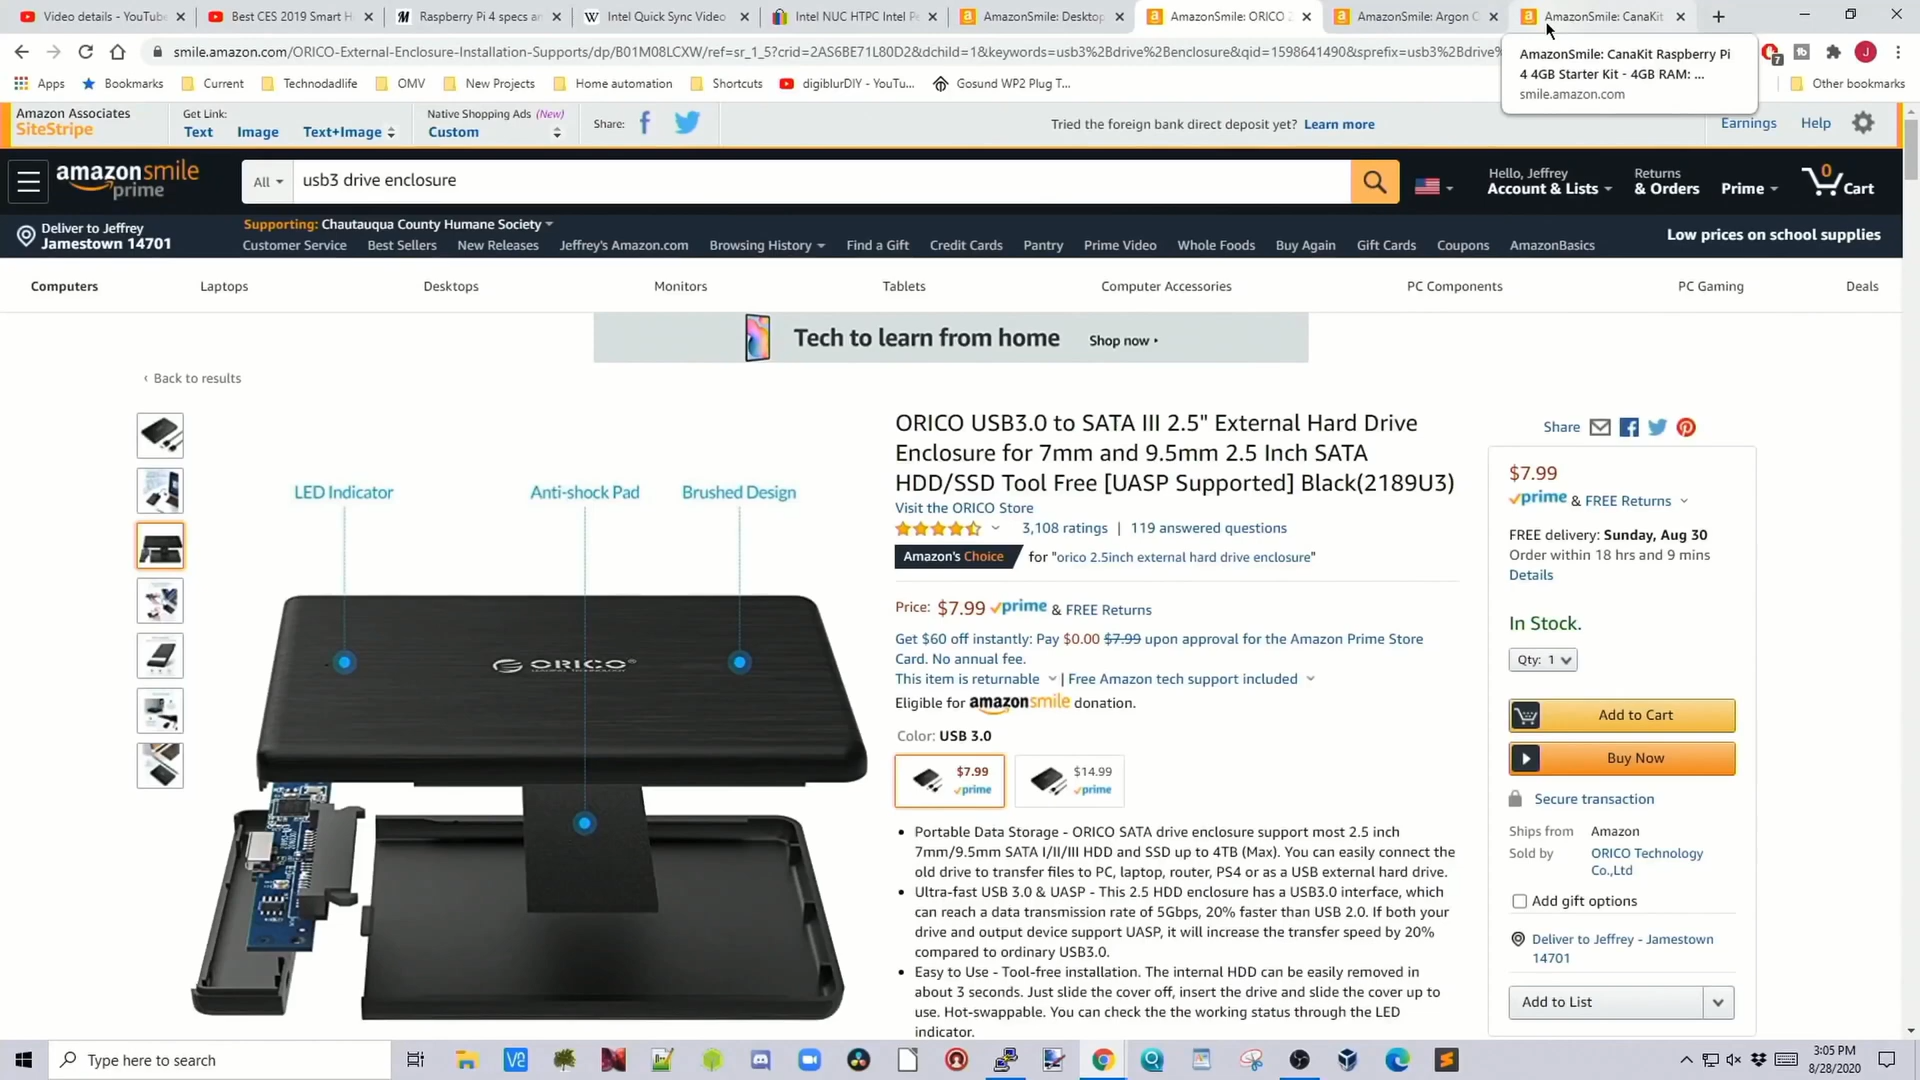 Video details - YouTube
Best CES 2019 Smart H
Raspberry Pi 4 specs an
Intel Quick Sync Video
Intel NUC HTPC Intel Pe
AmazonSmile: Desktop
AmazonSmile: ORICO 2
AmazonSmile: Argon O
AmazonSmile: CanaKit
smile.amazon.com/ORICO-External-Enclosure-Installation-Supports/dp/B01M08LCXW/ref=sr_1_5?crid=2AS6BE71L80D2&dchild=1&keywords=usb3%2Bdrive%2Benclosure&qid=1598641490&sprefix=usb3%2Bdrive%
7
J
AmazonSmile: CanaKit Raspberry Pi
4 4GB Starter Kit - 4GB RAM: ...
smile.amazon.com
Apps Bookmarks Current Technodadlife OMV New Projects Home automation Shortcuts digiblurDIY - YouTu... Gosund WP2 Plug T... Other bookmarks
Amazon Associates
SiteStripe
Get Link:
Text Image Text+Image
Native Shopping Ads (New)
Custom
Share:
Tried the foreign bank direct deposit yet? Learn more
Earnings Help
amazonsmile
prime
All
usb3 drive enclosure
Hello, Jeffrey
Account & Lists
Returns
& Orders
Prime
0
Cart
Deliver to Jeffrey
Jamestown 14701
Supporting: Chautauqua County Humane Society
Customer Service Best Sellers New Releases Jeffrey's Amazon.com Browsing History Find a Gift Credit Cards Pantry Prime Video Whole Foods Buy Again Gift Cards Coupons AmazonBasics
Low prices on school supplies
Computers Laptops Desktops Monitors Tablets Computer Accessories PC Components PC Gaming Deals
Tech to learn from home Shop now
‹ Back to results
LED Indicator
Anti-shock Pad
Brushed Design
ORICO
ORICO USB3.0 to SATA III 2.5" External Hard Drive
Enclosure for 7mm and 9.5mm 2.5 Inch SATA
HDD/SSD Tool Free [UASP Supported] Black(2189U3)
Visit the ORICO Store
3,108 ratings | 119 answered questions
Amazon's Choice for "orico 2.5inch external hard drive enclosure"
Price: $7.99 prime & FREE Returns
Get $60 off instantly: Pay $0.00 $7.99 upon approval for the Amazon Prime Store
Card. No annual fee.
This item is returnable | Free Amazon tech support included
Eligible for amazonsmile donation.
Color: USB 3.0
$7.99
prime
$14.99
prime
• Portable Data Storage - ORICO SATA drive enclosure support most 2.5 inch
7mm/9.5mm SATA I/II/III HDD and SSD up to 4TB (Max). You can easily connect the
old drive to transfer files to PC, laptop, router, PS4 or as a USB external hard drive.
• Ultra-fast USB 3.0 & UASP - This 2.5 HDD enclosure has a USB3.0 interface, which
can reach a data transmission rate of 5Gbps, 20% faster than USB 2.0. If both your
drive and output device support UASP, it will increase the transfer speed by 20%
compared to ordinary USB3.0.
• Easy to Use - Tool-free installation. The internal HDD can be easily removed in
about 3 seconds. Just slide the cover off, insert the drive and slide the cover up to
use. Hot-swappable. You can check the the working status through the LED
indicator.
Share
$7.99
prime & FREE Returns
FREE delivery: Sunday, Aug 30
Order within 18 hrs and 9 mins
Details
In Stock.
Qty: 1
Add to Cart
Buy Now
Secure transaction
Ships from Amazon
Sold by ORICO Technology
Co.,Ltd
Add gift options
Deliver to Jeffrey - Jamestown
14701
Add to List
Type here to search
3:05 PM
8/28/2020